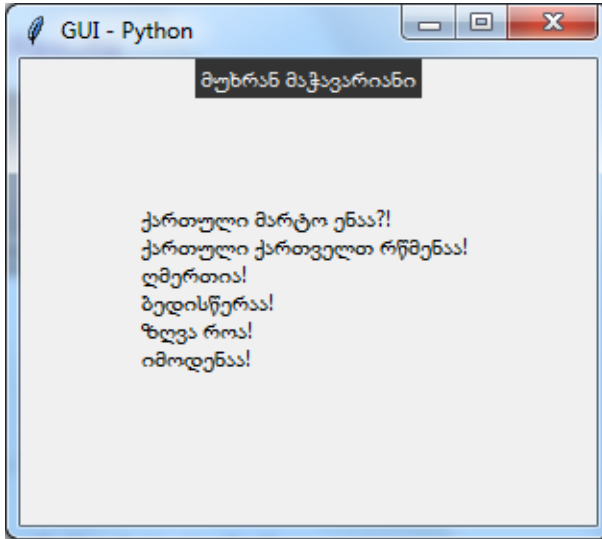 GUI - Python
მუხრან მაჭავარიანი
ქართული მარტო ენაა?!
ქართული ქართველთ რწმენაა!
ღმერთია!
ბედისწერაა!
ზღვა როა!
იმოდენაა!